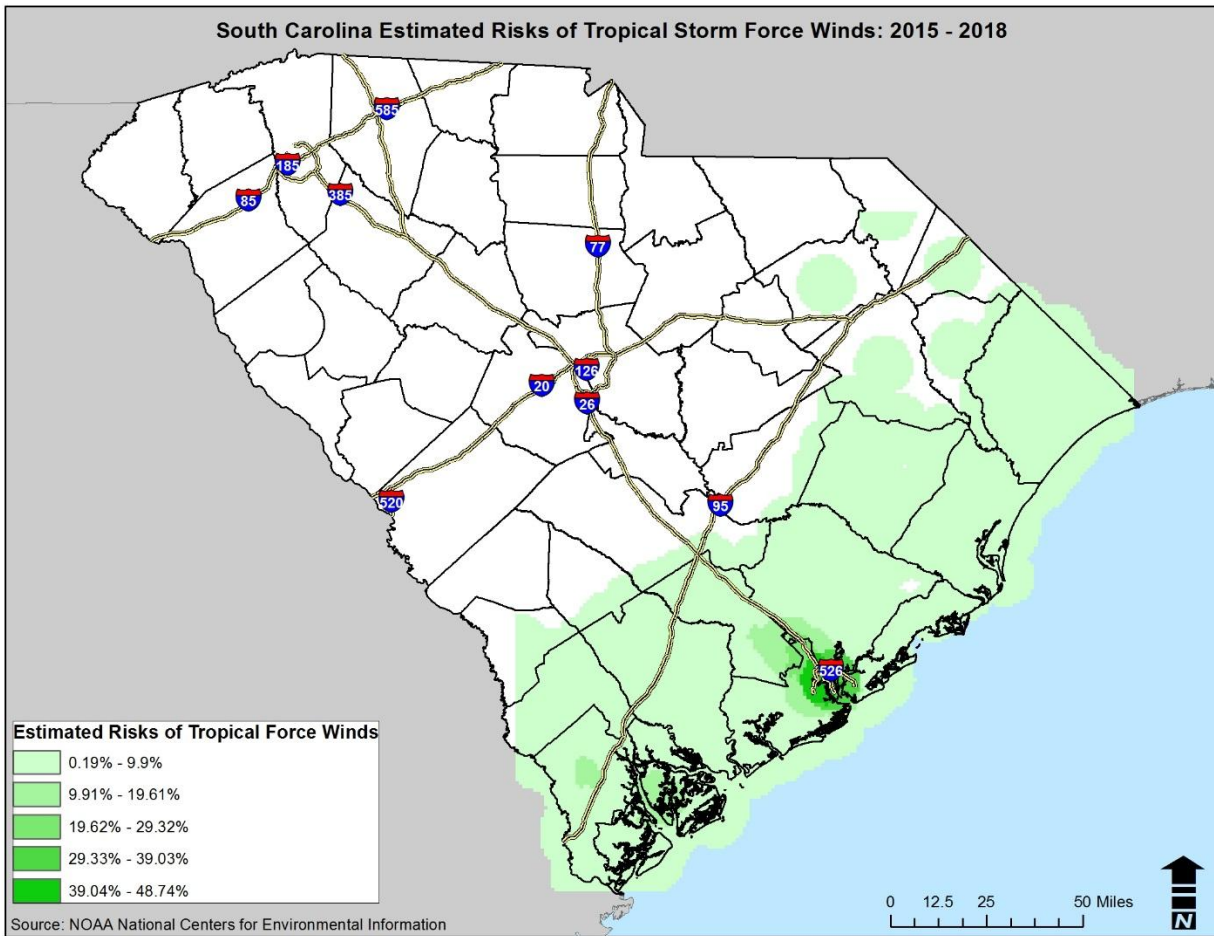 South Carolina Estimated Risks of Tropical Storm Force Winds: 2015 - 2018
585
185
85
385
77
126
20
26
520
95
526
Estimated Risks of Tropical Force Winds
0.19% - 9.9%
9.91% - 19.61%
19.62% - 29.32%
29.33% - 39.03%
39.04% - 48.74%
0 12.5 25 50 Miles
N
Source: NOAA National Centers for Environmental Information